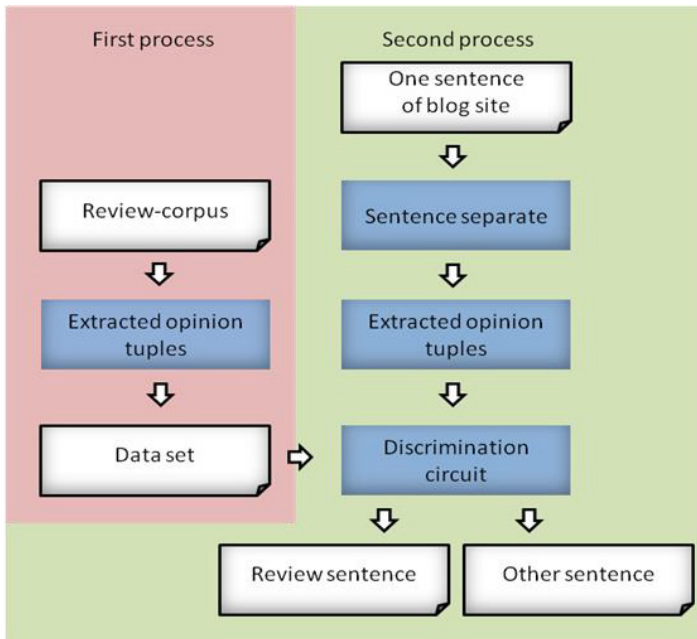 First process
Review-corpus
Extracted opinion
tuples
Data set
Second process
One sentence
of blog site
Sentence separate
Extracted opinion
tuples
Discrimination
circuit
Review sentence
Other sentence